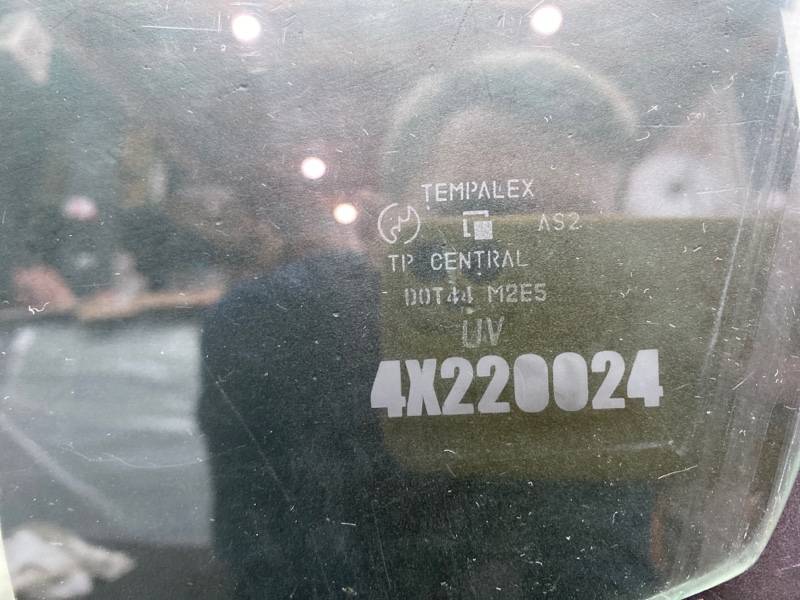 TEMPALEX
AS2
TP CENTRAL
DOT44 M2E5
UV
4X220024